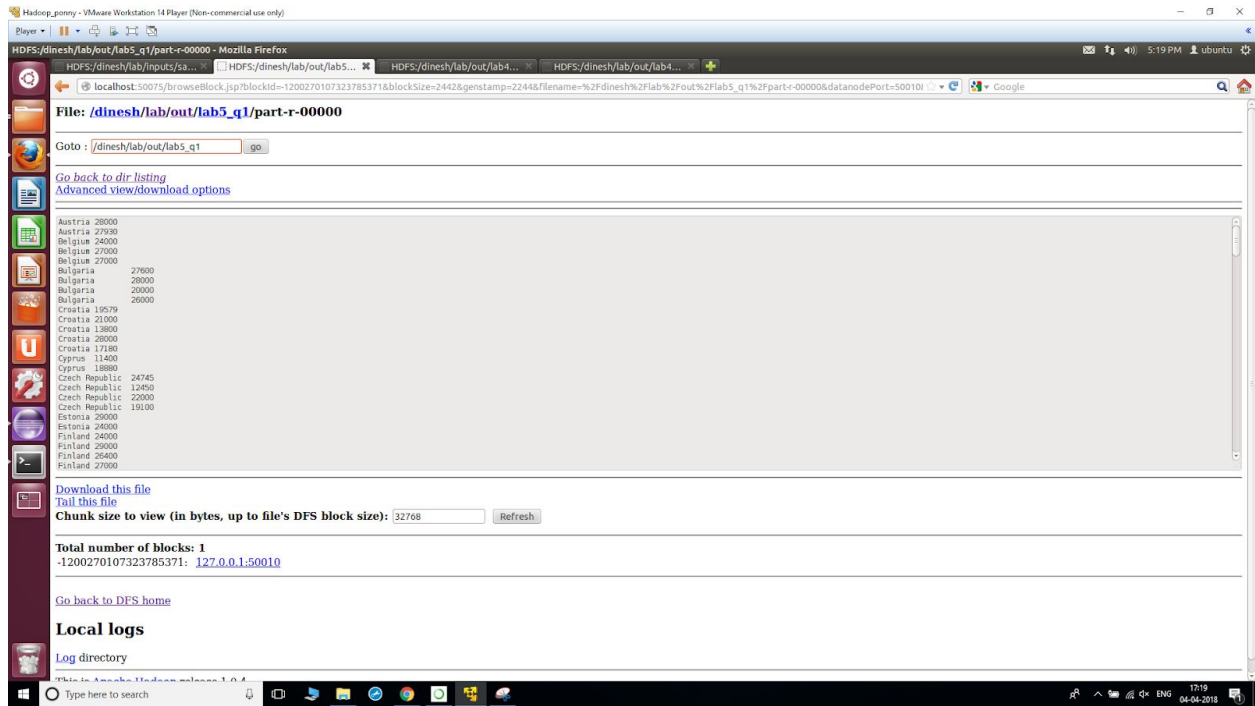 Hadoop_ponny - VMware Workstation 14 Player (Non-commercial use only)
Player
HDFS:/dinesh/lab/out/lab5_q1/part-r-00000 - Mozilla Firefox
5:19 PM ubuntu
HDFS:/dinesh/lab/inputs/sa... HDFS:/dinesh/lab/out/lab5... HDFS:/dinesh/lab/out/lab4... HDFS:/dinesh/lab/out/lab4...
localhost:50075/browseBlock.jsp?blockId=-1200270107323785371&blockSize=2442&genstamp=2244&filename=%2Fdinesh%2Flab%2Fout%2Flab5_q1%2Fpart-r-00000&datanodePort=50010 Google
File: /dinesh/lab/out/lab5_q1/part-r-00000
Goto : /dinesh/lab/out/lab5_q1 go
Go back to dir listing
Advanced view/download options
Austria 28000
Austria 27930
Belgium 24000
Belgium 27000
Belgium 27000
Bulgaria 27600
Bulgaria 28000
Bulgaria 20000
Bulgaria 26000
Croatia 19579
Croatia 21000
Croatia 13800
Croatia 28000
Croatia 17180
Cyprus 11400
Cyprus 18880
Czech Republic 24745
Czech Republic 12450
Czech Republic 22000
Czech Republic 19100
Estonia 29000
Estonia 24000
Finland 24000
Finland 29000
Finland 26400
Finland 27000
Download this file
Tail this file
Chunk size to view (in bytes, up to file's DFS block size): 32768 Refresh
Total number of blocks: 1
-1200270107323785371: 127.0.0.1:50010
Go back to DFS home
Local logs
Log directory
This is Apache Hadoop release 1.0.4
Type here to search
ENG
17:19
04-04-2018